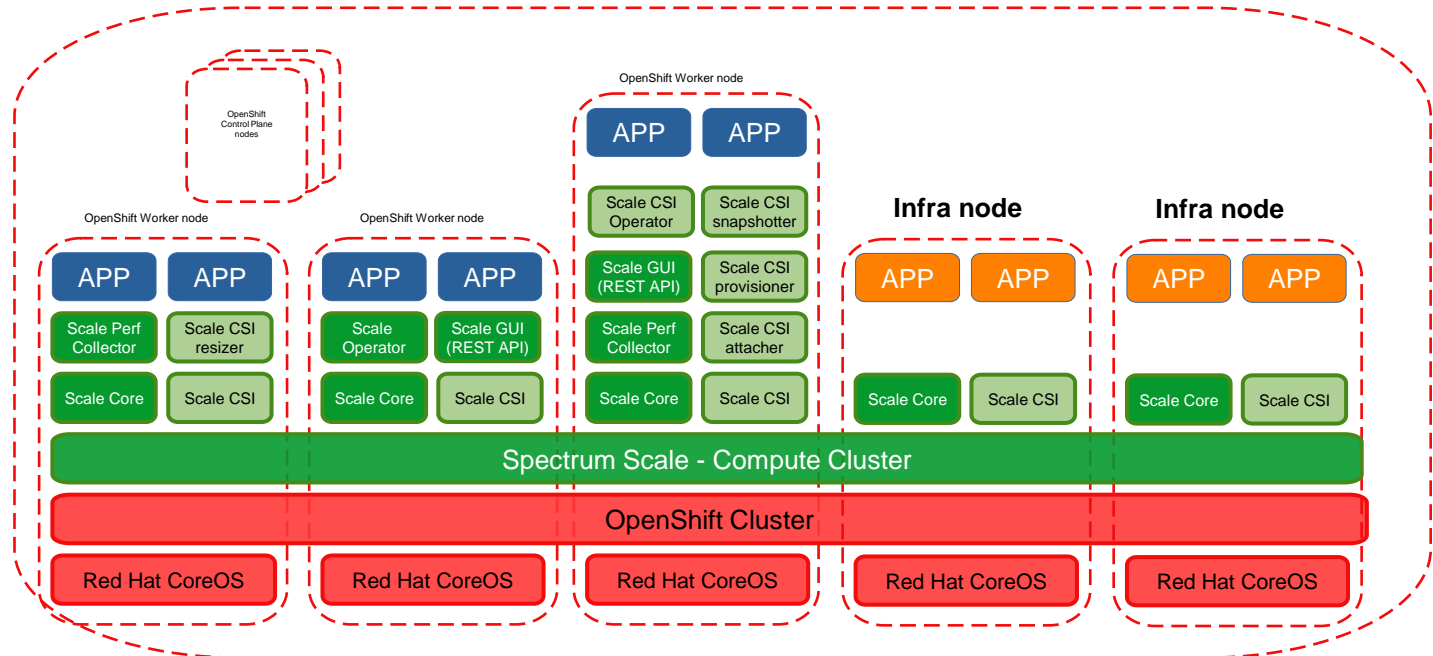 OpenShift Worker node
OpenShift
Control Plane
nodes
APP
APP
Scale CSI
Operator
Scale CSI
snapshotter
Scale GUI
(REST API)
Scale CSI
provisioner
Scale Perf
Collector
Scale CSI
attacher
Scale Core
Scale CSI
OpenShift Worker node
APP
APP
Scale Perf
Collector
Scale CSI
resizer
Scale Core
Scale CSI
OpenShift Worker node
APP
APP
Scale
Operator
Scale GUI
(REST API)
Scale Core
Scale CSI
Infra node
APP
APP
Scale Core
Scale CSI
Infra node
APP
APP
Scale Core
Scale CSI
Spectrum Scale - Compute Cluster
OpenShift Cluster
Red Hat CoreOS
Red Hat CoreOS
Red Hat CoreOS
Red Hat CoreOS
Red Hat CoreOS